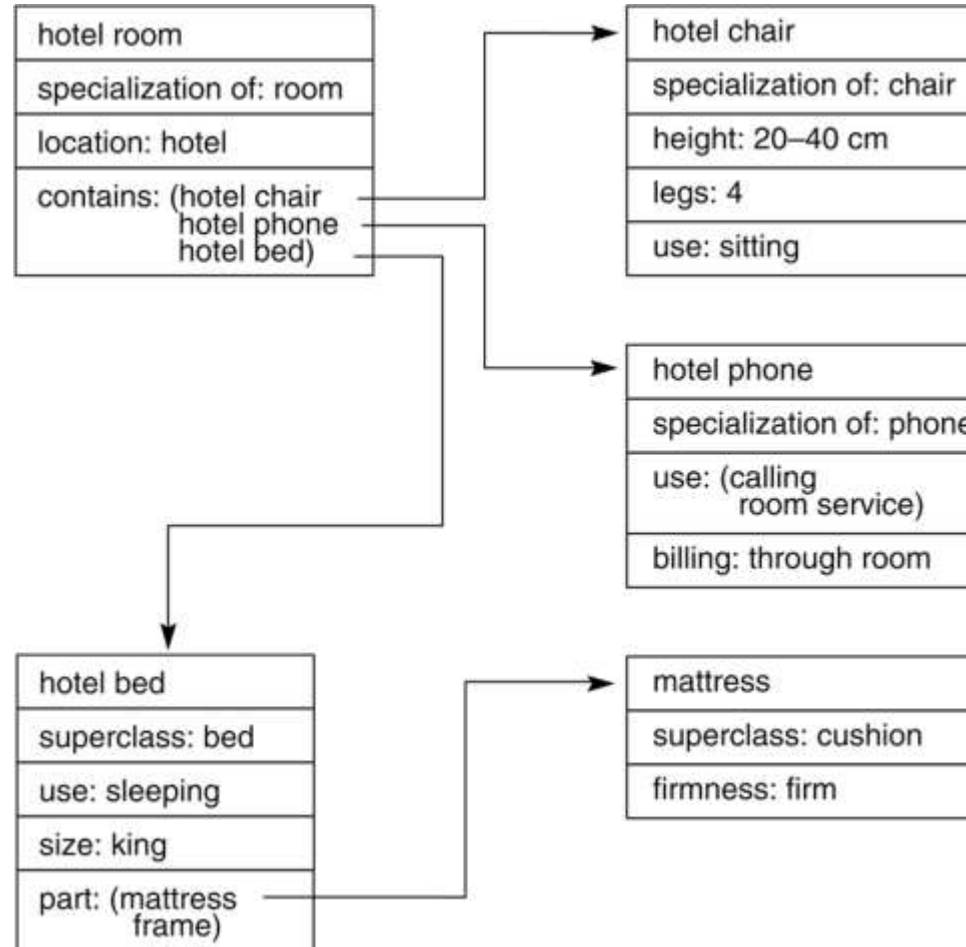 hotel room
specialization of: room
location: hotel
contains: (hotel chair
hotel phone
hotel bed)
hotel chair
specialization of: chair
height: 20–40 cm
legs: 4
use: sitting
hotel phone
specialization of: phone
use: (calling
room service)
billing: through room
hotel bed
superclass: bed
use: sleeping
size: king
part: (mattress
frame)
mattress
superclass: cushion
firmness: firm